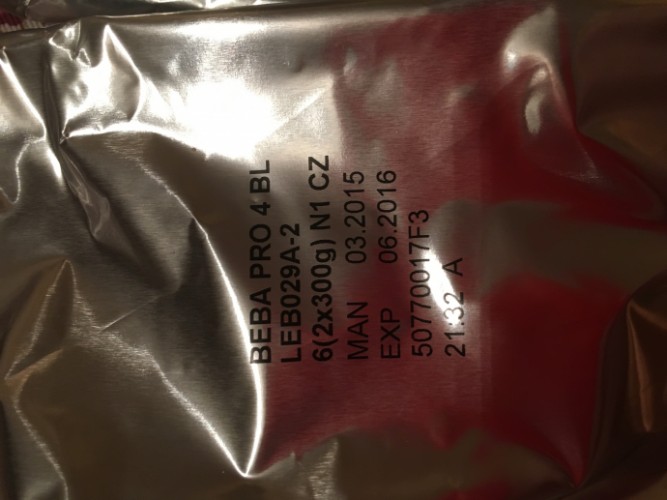 BEBA PRO 4 BL
LEB029A-2
6(2x300g) N1 CZ
MAN 03.2015
EXP 06.2016
50770017F3
21:32 A